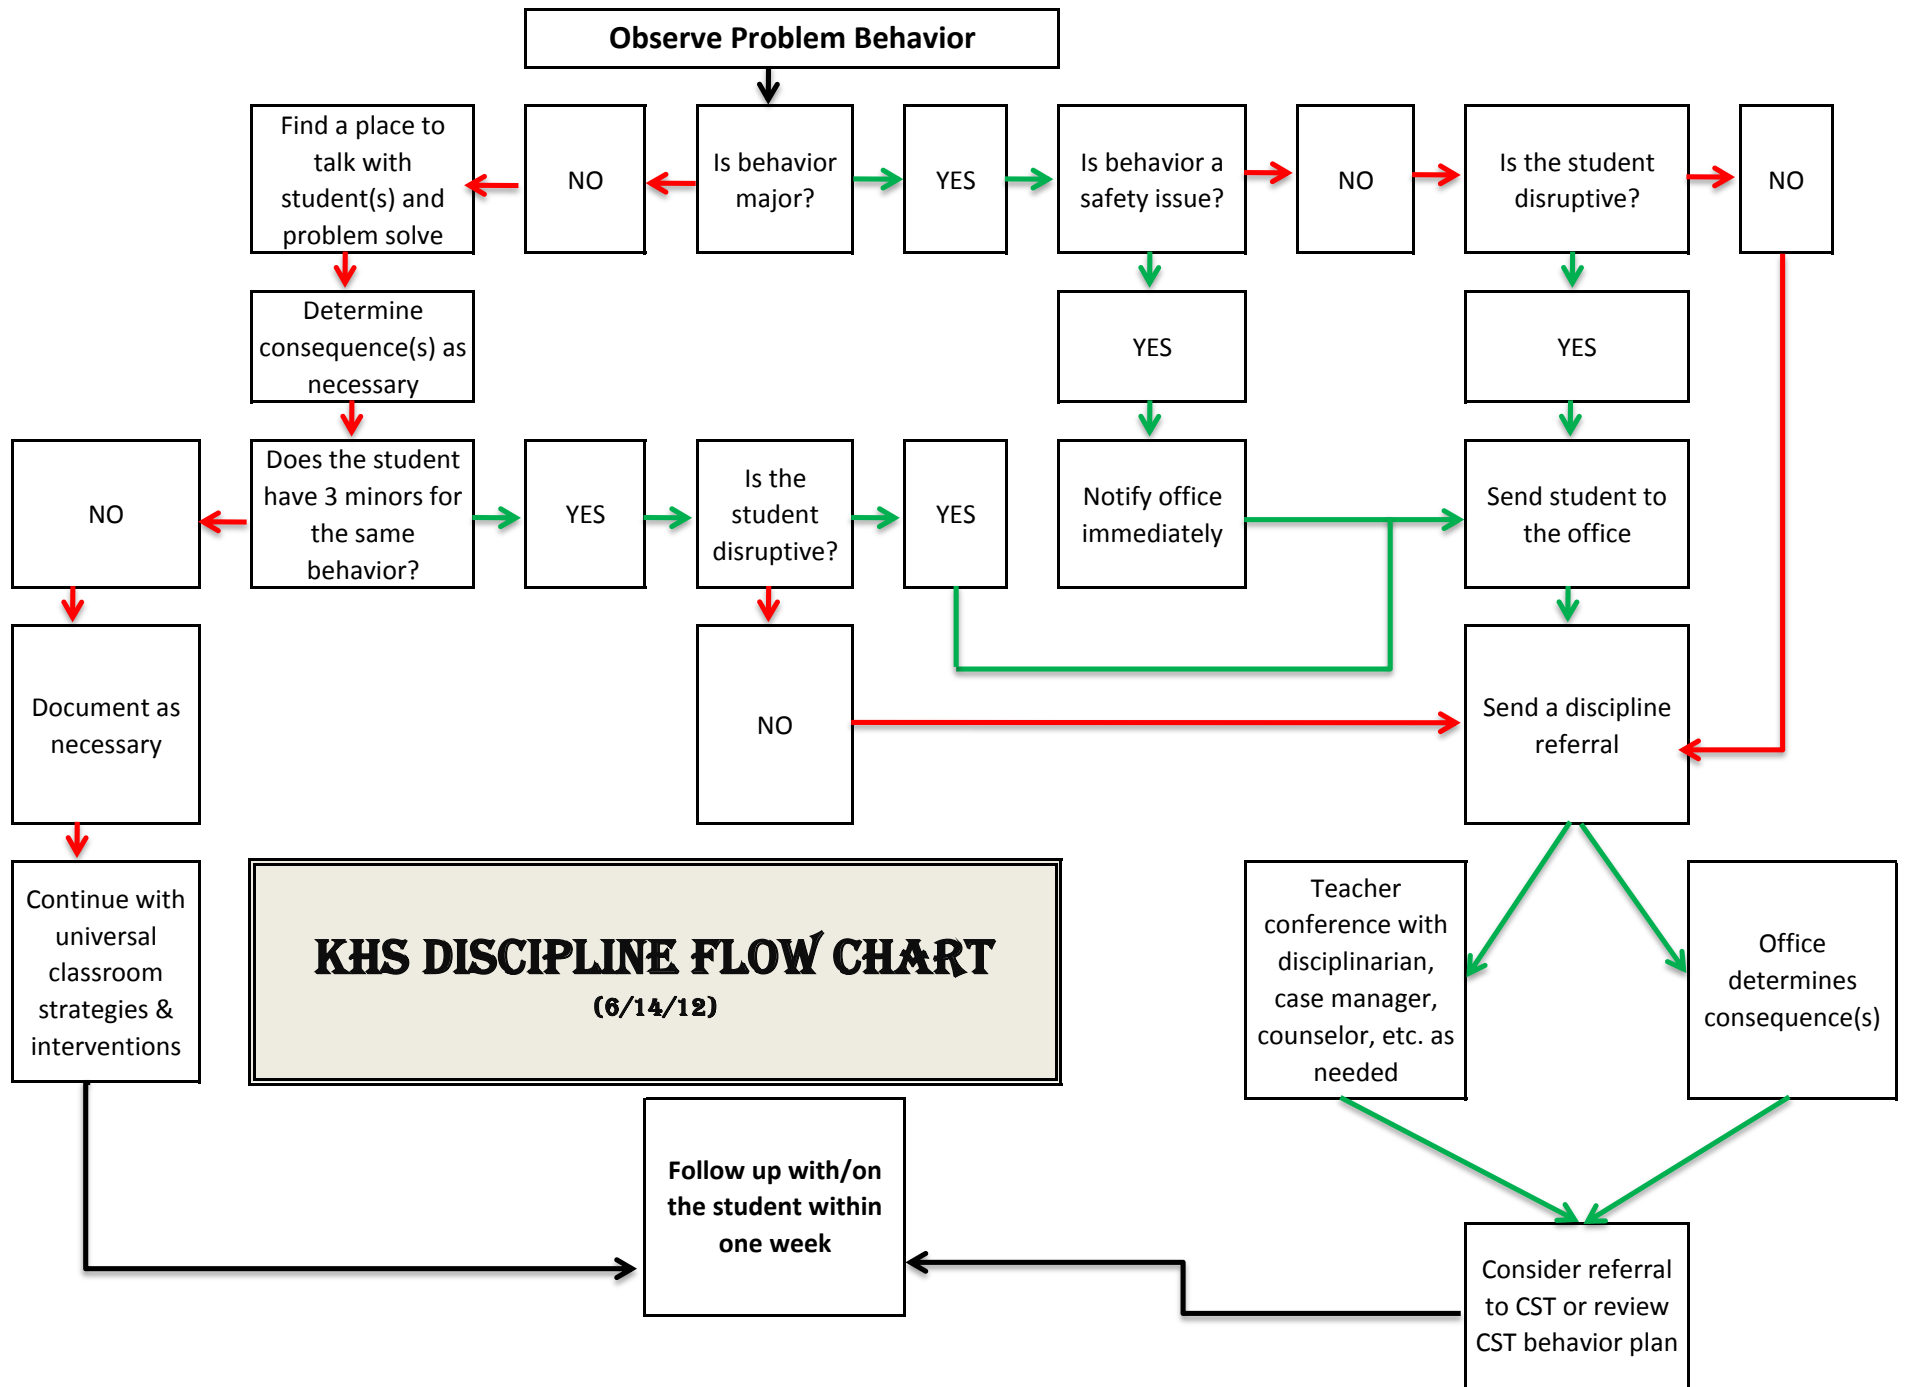 Observe Problem Behavior
Find a place to
talk with
student(s) and
problem solve
NO
Is behavior
major?
YES
Is behavior a
safety issue?
NO
Is the student
disruptive?
NO
Determine
consequence(s) as
necessary
YES
YES
NO
Does the student
have 3 minors for
the same
behavior?
YES
Is the
student
disruptive?
YES
Notify office
immediately
Send student to
the office
Document as
necessary
NO
Send a discipline
referral
Continue with
universal
classroom
strategies &
interventions
KHS DISCIPLINE FLOW CHART
(6/14/12)
Teacher
conference with
disciplinarian,
case manager,
counselor, etc. as
needed
Office
determines
consequence(s)
Follow up with/on
the student within
one week
Consider referral
to CST or review
CST behavior plan